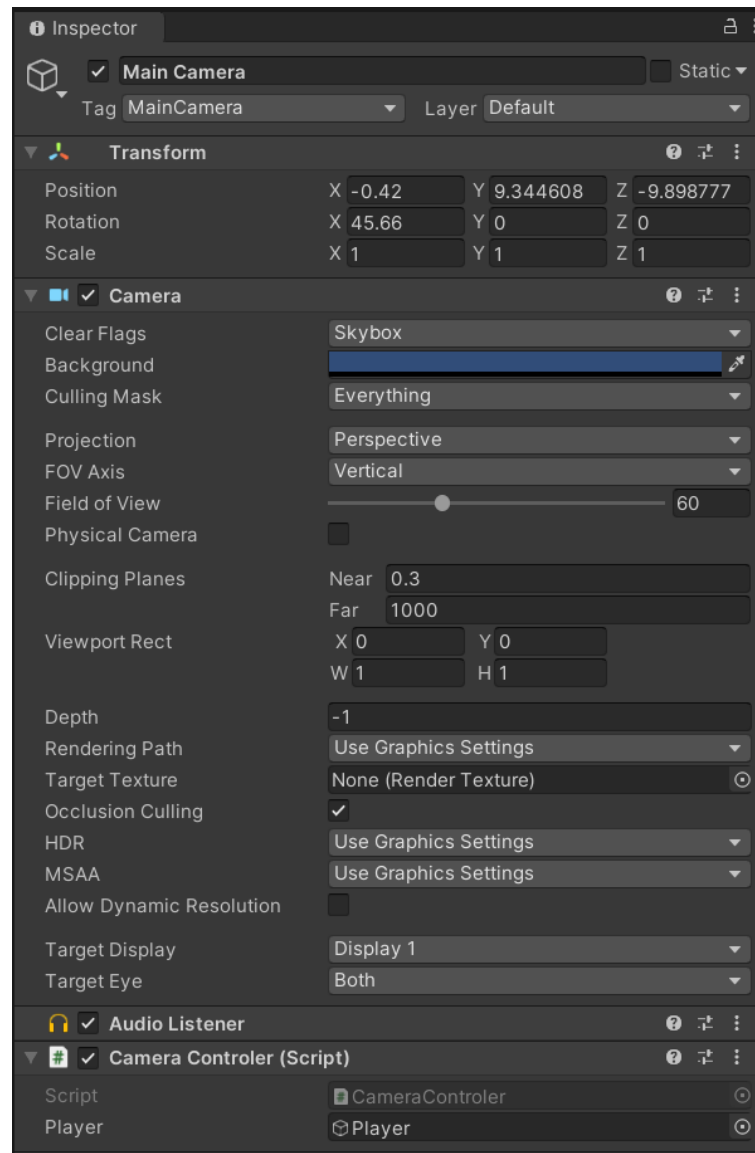 Inspector
Main Camera Static
Tag MainCamera Layer Default
Transform
Position X -0.42 Y 9.344608 Z -9.898777
Rotation X 45.66 Y 0 Z 0
Scale X 1 Y 1 Z 1
Camera
Clear Flags Skybox
Background
Culling Mask Everything
Projection Perspective
FOV Axis Vertical
Field of View 60
Physical Camera
Clipping Planes Near 0.3
Far 1000
Viewport Rect X 0 Y 0
W 1 H 1
Depth -1
Rendering Path Use Graphics Settings
Target Texture None (Render Texture)
Occlusion Culling
HDR Use Graphics Settings
MSAA Use Graphics Settings
Allow Dynamic Resolution
Target Display Display 1
Target Eye Both
Audio Listener
# Camera Controler (Script)
Script # CameraControler
Player Player